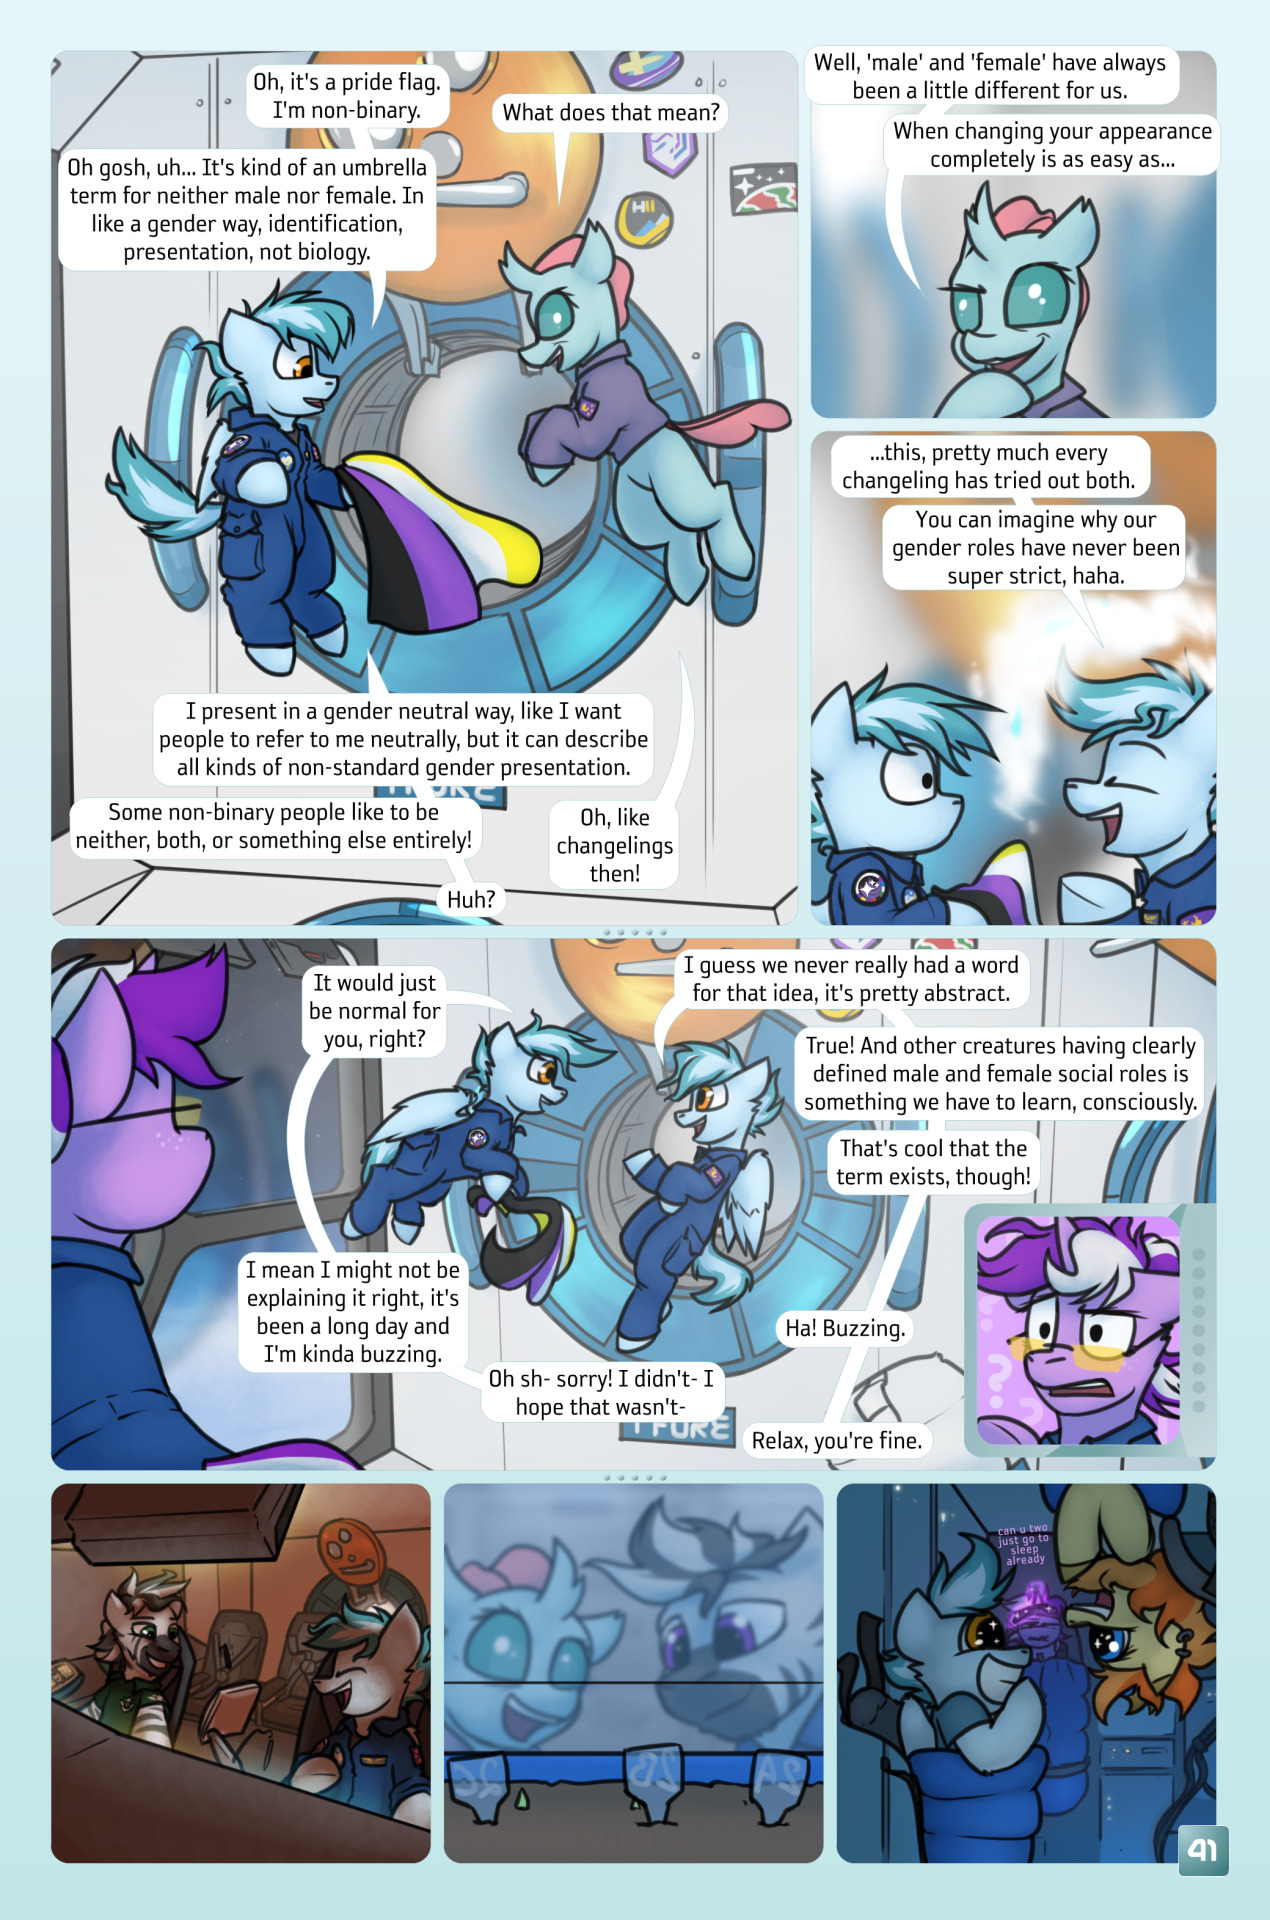 Oh, it's a pride flag.
I'm non-binary.
What does that mean?
Oh gosh, uh... It's kind of an umbrella
term for neither male nor female. In
like a gender way, identification,
presentation, not biology.
I present in a gender neutral way, like I want
people to refer to me neutrally, but it can describe
all kinds of non-standard gender presentation.
Some non-binary people like to be
neither, both, or something else entirely!
Oh, like
changelings
then!
Huh?
Well, 'male' and 'female' have always
been a little different for us.
When changing your appearance
completely is as easy as...
...this, pretty much every
changeling has tried out both.
You can imagine why our
gender roles have never been
super strict, haha.
It would just
be normal for
you, right?
I guess we never really had a word
for that idea, it's pretty abstract.
True! And other creatures having clearly
defined male and female social roles is
something we have to learn, consciously.
That's cool that the
term exists, though!
I mean I might not be
explaining it right, it's
been a long day and
I'm kinda buzzing.
Ha! Buzzing.
Oh sh- sorry! I didn't- I
hope that wasn't-
Relax, you're fine.
?
?
?
can u two
just go to
sleep
already
2C
2B
2A
41